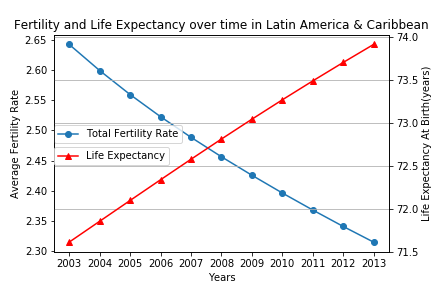 Fertility and Life Expectancy over time in Latin America & Caribbean
2.65
2.60
2.55
2.50
2.45
2.40
2.35
2.30
Average Fertility Rate
Total Fertility Rate
Life Expectancy
74.0
73.5
73.0
72.5
72.0
71.5
Life Expectancy At Birth(years)
2003 2004 2005 2006 2007 2008 2009 2010 2011 2012 2013
Years